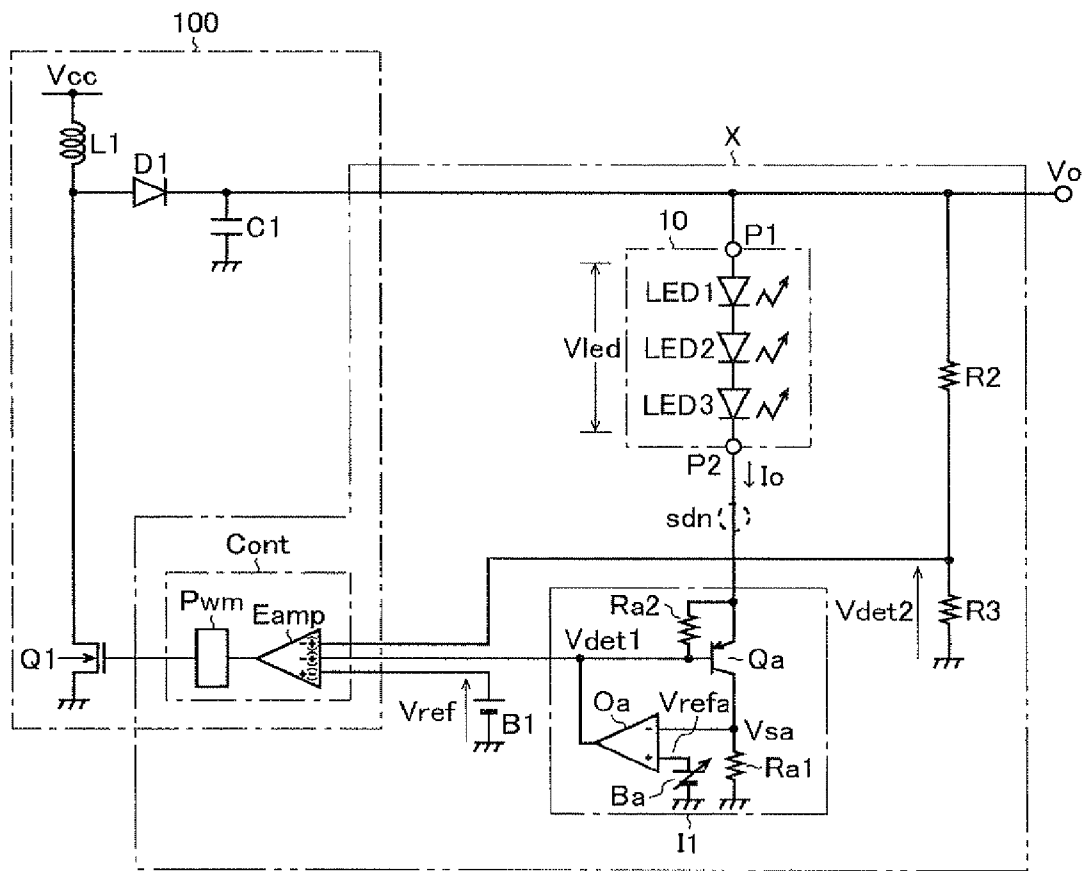 100
Vcc
L1
D1
C1
X
Vo
10
P1
LED1
LED2
LED3
Vled
P2
Io
sdn
R2
Cont
Pwm
Eamp
Q1
Vref
B1
Ra2
Vdet1
Qa
Oa
Vrefa
Vsa
Ra1
Ba
I1
Vdet2
R3